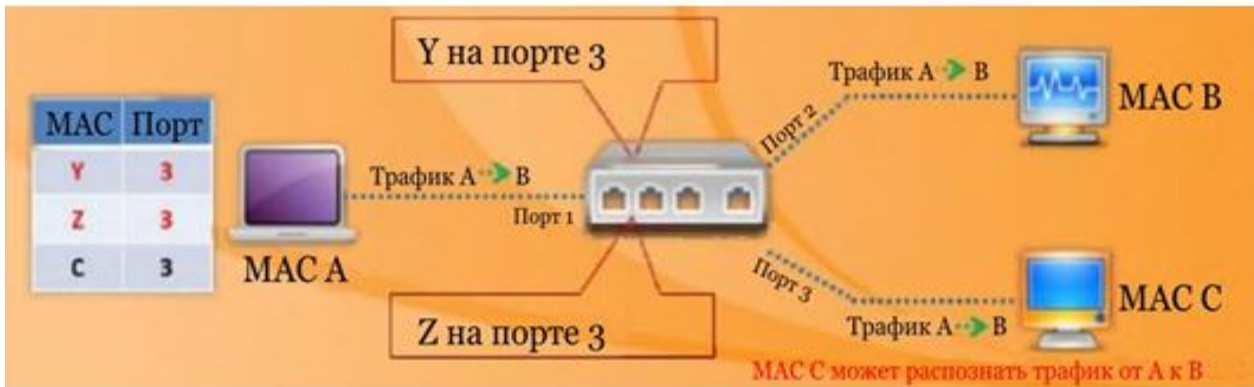 Y на порте 3
MAC Порт
Y 3
Z 3
C 3
MAC A
Трафик A B
Порт 1
Порт 2
Трафик A B
MAC B
Порт 3
Трафик A B
MAC C
Z на порте 3
MAC C может распознать трафик от A к B